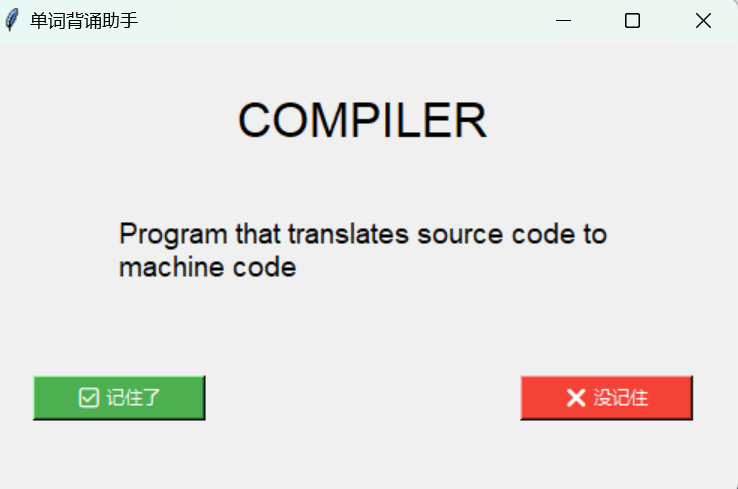 单词背诵助手
COMPILER
Program that translates source code to
machine code
记住了
没记住